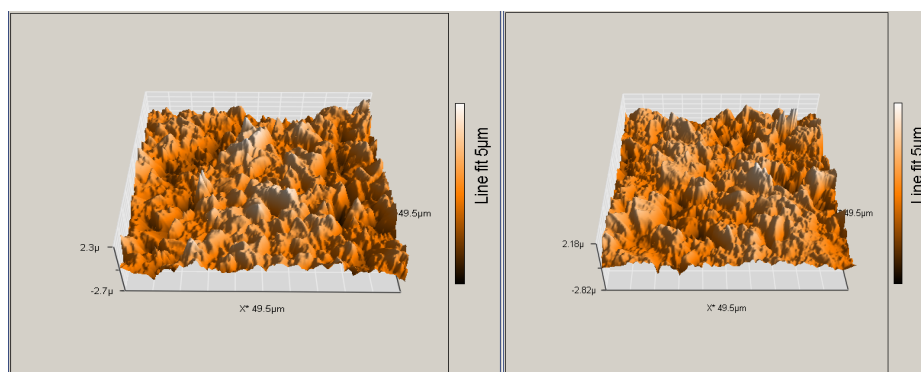 Line fit 5µm
49.5µm
2.3µ
-2.7µ
X* 49.5µm
Line fit 5µm
49.5µm
2.18µ
-2.82µ
X* 49.5µm